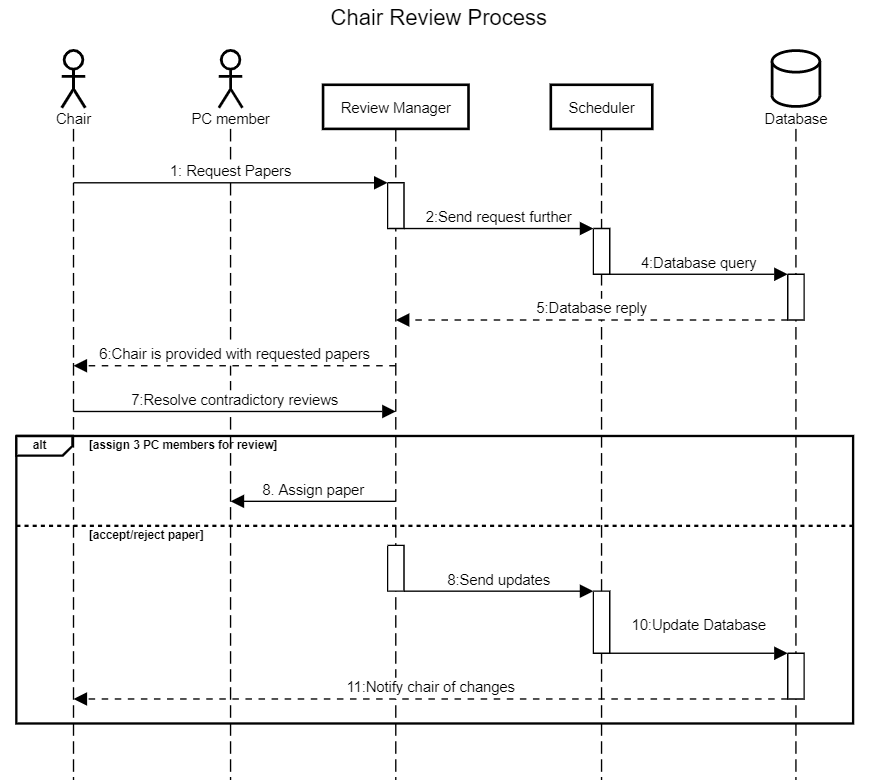 Chair Review Process
Chair
PC member
Review Manager
Scheduler
Database
1: Request Papers
2:Send request further
4:Database query
5:Database reply
6:Chair is provided with requested papers
7:Resolve contradictory reviews
alt
[assign 3 PC members for review]
8. Assign paper
[accept/reject paper]
8:Send updates
10:Update Database
11:Notify chair of changes